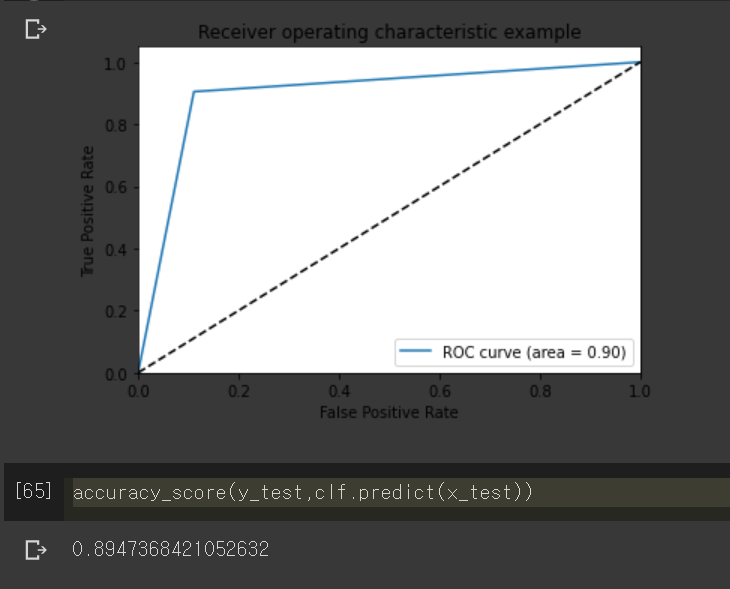 Receiver operating characteristic example
1.0
0.8
0.6
0.4
0.2
0.0
True Positive Rate
ROC curve (area = 0.90)
0.0 0.2 0.4 0.6 0.8 1.0
False Positive Rate
[65] accuracy_score(y_test,clf.predict(x_test))
0.8947368421052632